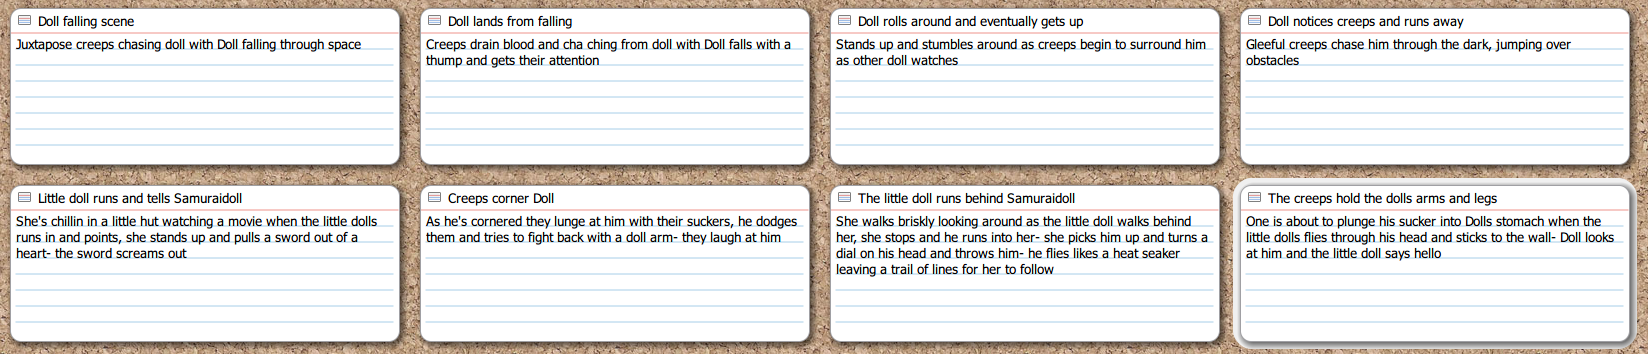 Doll falling scene
Juxtapose creeps chasing doll with Doll falling through space
Doll lands from falling
Creeps drain blood and cha ching from doll with Doll falls with a
thump and gets their attention
Doll rolls around and eventually gets up
Stands up and stumbles around as creeps begin to surround him
as other doll watches
Doll notices creeps and runs away
Gleeful creeps chase him through the dark, jumping over
obstacles
Little doll runs and tells Samuraidoll
She's chillin in a little hut watching a movie when the little dolls
runs in and points, she stands up and pulls a sword out of a
heart- the sword screams out
Creeps corner Doll
As he's cornered they lunge at him with their suckers, he dodges
them and tries to fight back with a doll arm- they laugh at him
The little doll runs behind Samuraidoll
She walks briskly looking around as the little doll walks behind
her, she stops and he runs into her- she picks him up and turns a
dial on his head and throws him- he flies likes a heat seaker
leaving a trail of lines for her to follow
The creeps hold the dolls arms and legs
One is about to plunge his sucker into Dolls stomach when the
little dolls flies through his head and sticks to the wall- Doll looks
at him and the little doll says hello